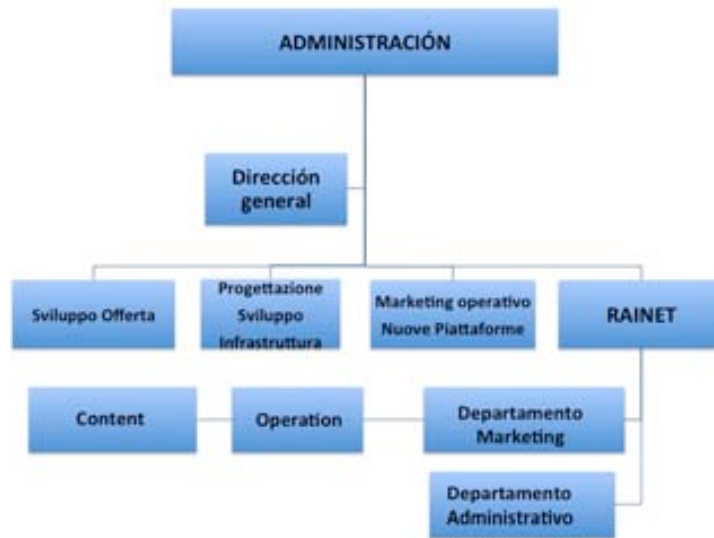 ADMINISTRACIÓN
Dirección
general
Sviluppo Offerta
Progettazione
Sviluppo
Infrastruttura
Marketing operativo
Nuove Piattaforme
RAINET
Content
Operation
Departamento
Marketing
Departamento
Administrativo